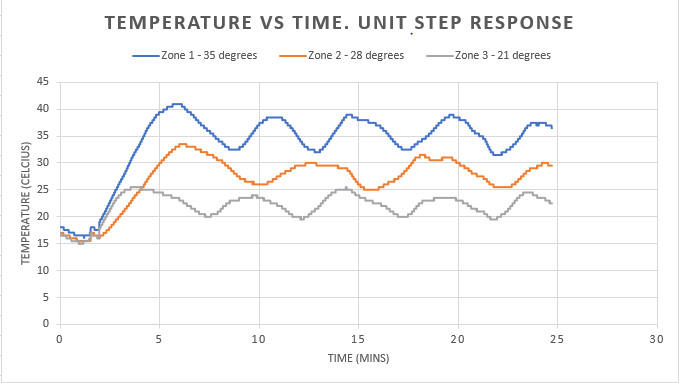 TEMPERATURE VS TIME. UNIT STEP RESPONSE
Zone 1 - 35 degrees Zone 2 - 28 degrees Zone 3 - 21 degrees
45
40
35
30
25
20
15
10
5
0
TEMPERATURE (CELCIUS)
0 5 10 15 20 25 30
TIME (MINS)